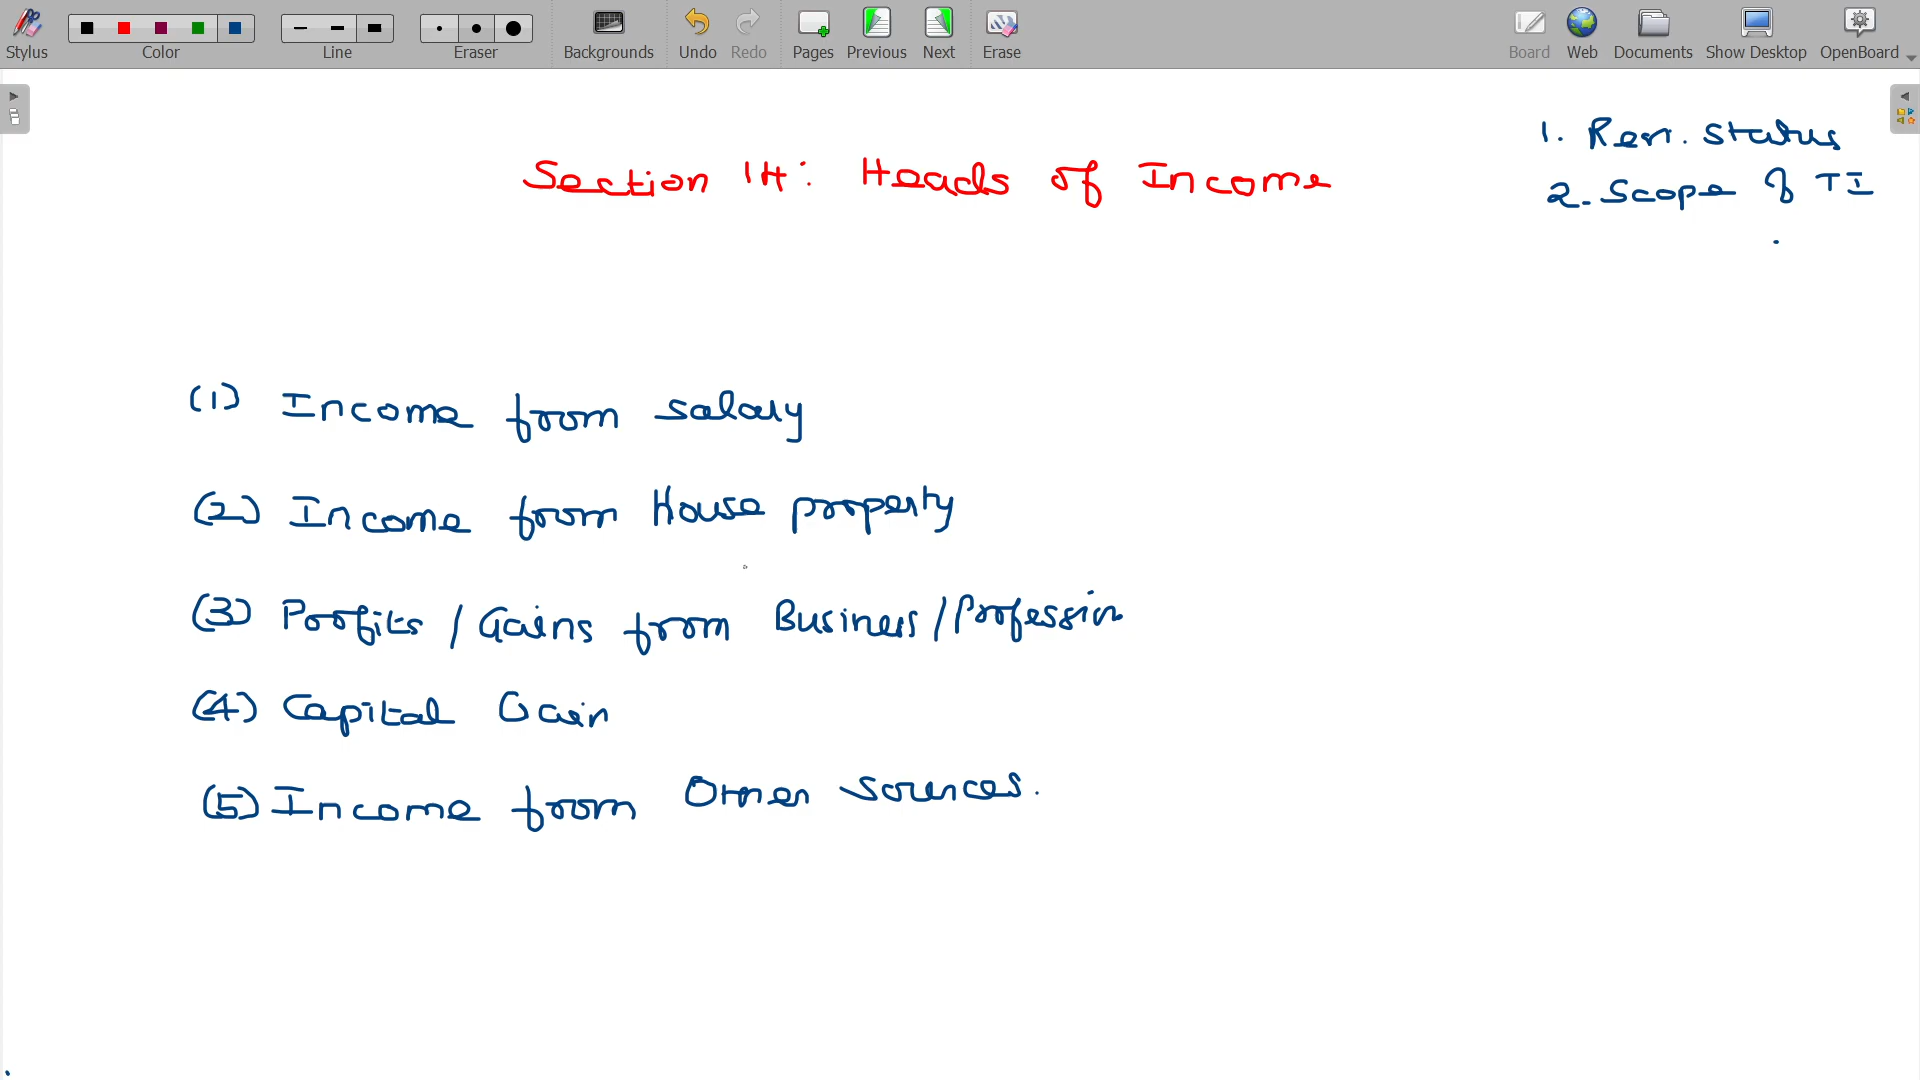 Stylus Color Line Eraser Backgrounds Undo Redo Pages Previous Next Erase Board Web Documents Show Desktop OpenBoard
1. Resi. Status
2. Scope of TI
Section 14: Heads of Income
(1) Income from salary
(2) Income from House property
(3) Profits / Gains from Business / Profession
(4) Capital Gain
(5) Income from Other sources.